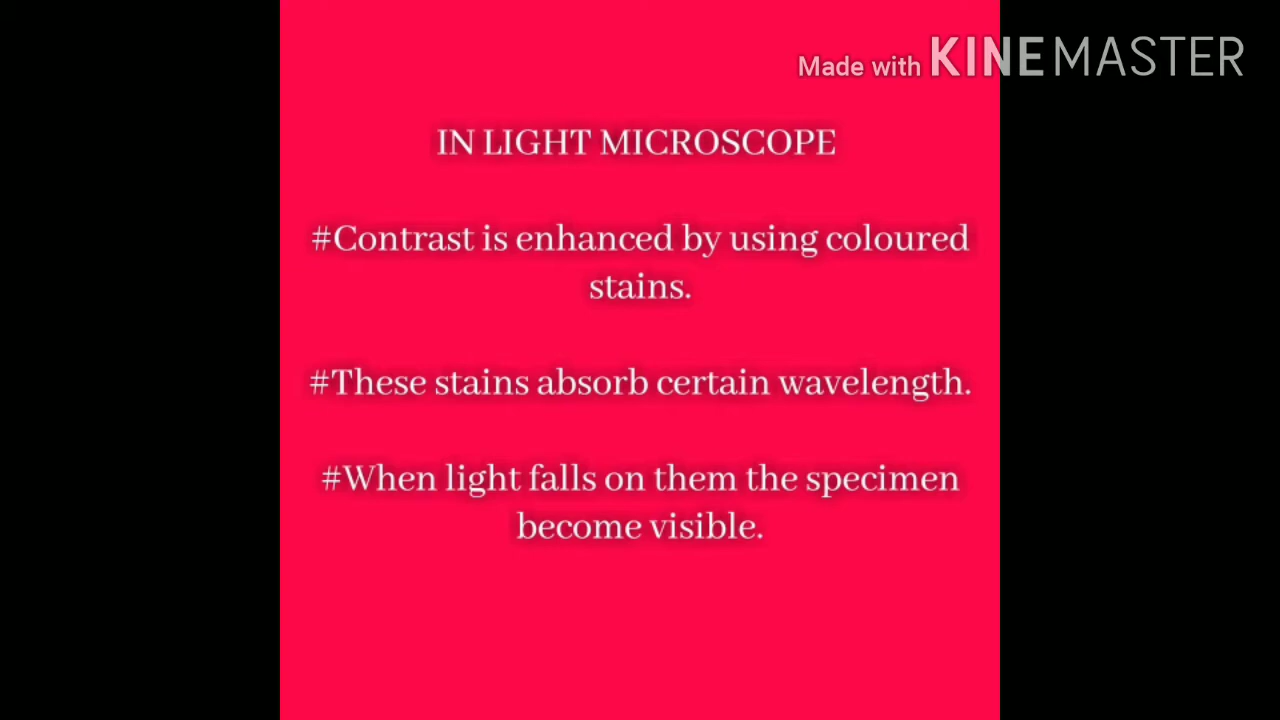 Made with KINEMASTER
IN LIGHT MICROSCOPE
#Contrast is enhanced by using coloured
stains.
#These stains absorb certain wavelength.
#When light falls on them the specimen
become visible.